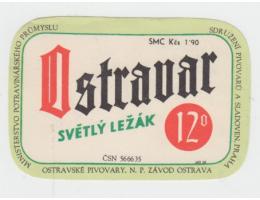 SMC Kčs 1'90
Ostravar
SVĚTLÝ LEŽÁK
12°
ČSN 566635
MINISTERSTVO POTRAVINÁŘSKÉHO PRŮMYSLU
SDRUŽENÍ PIVOVARŮ A SLADOVEN, PRAHA
OSTRAVSKÉ PIVOVARY, N. P. ZÁVOD OSTRAVA